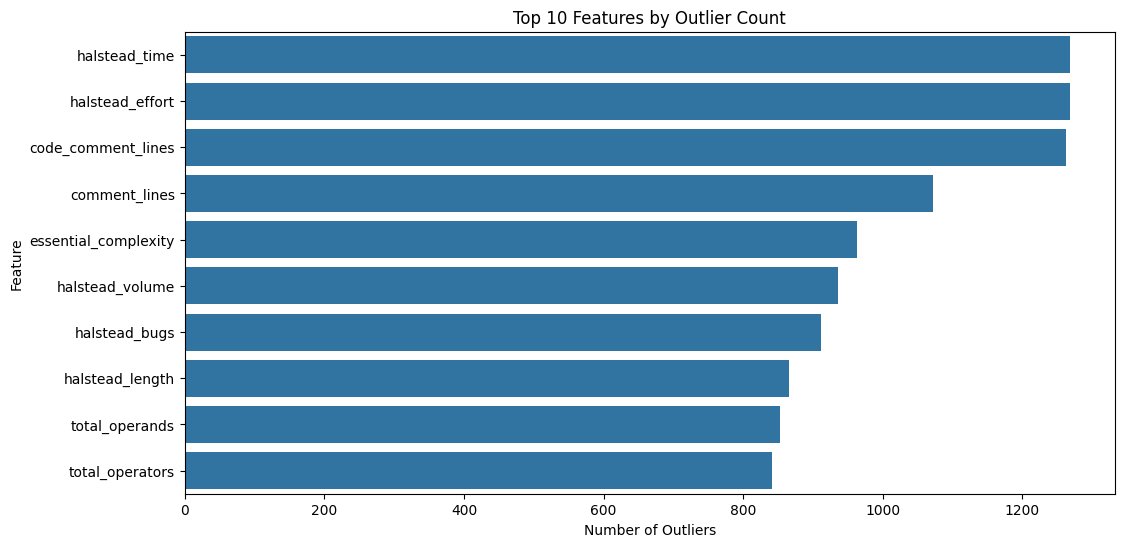 Top 10 Features by Outlier Count
Feature
halstead_time
halstead_effort
code_comment_lines
comment_lines
essential_complexity
halstead_volume
halstead_bugs
halstead_length
total_operands
total_operators
0 200 400 600 800 1000 1200
Number of Outliers